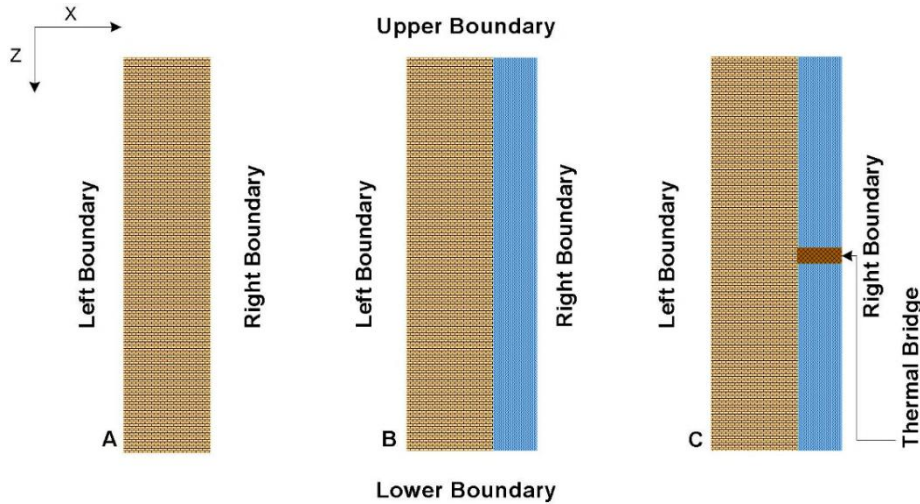 X
Z
Upper Boundary
Left Boundary
Right Boundary
A
Left Boundary
Right Boundary
B
Left Boundary
Right Boundary
C
Thermal Bridge
Lower Boundary